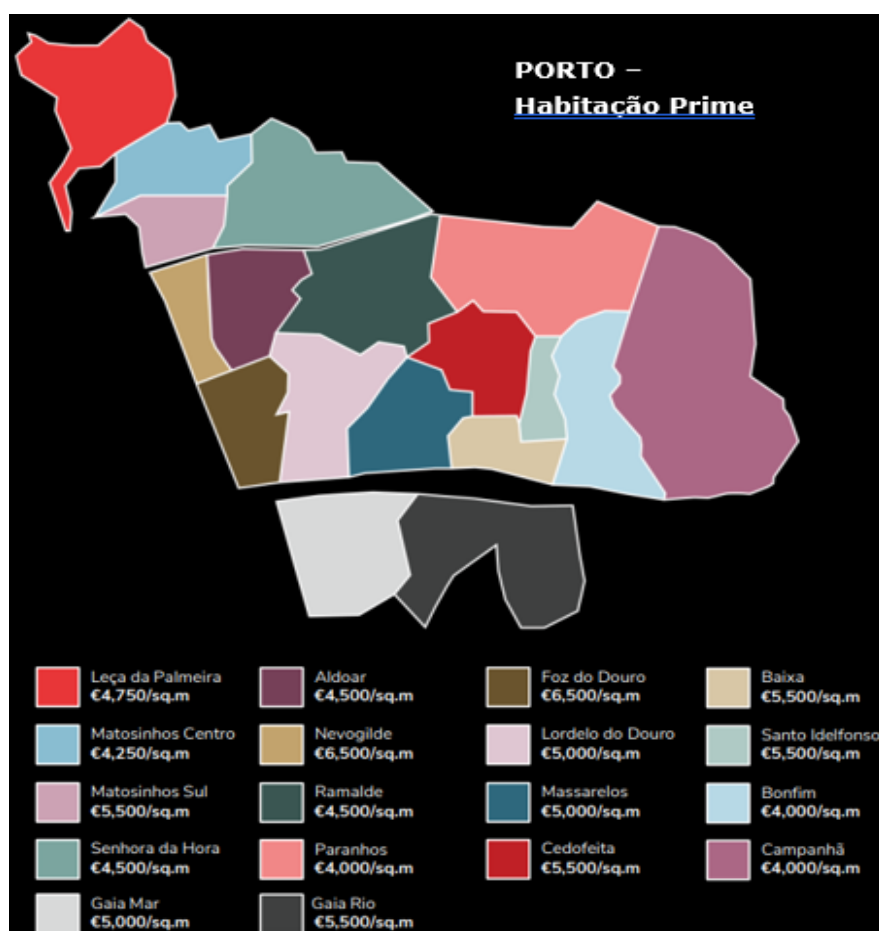 PORTO –
Habitação Prime
Leça da Palmeira
€4,750/sq.m
Aldoar
€4,500/sq.m
Foz do Douro
€6,500/sq.m
Baixa
€5,500/sq.m
Matosinhos Centro
€4,250/sq.m
Nevogilde
€6,500/sq.m
Lordelo do Douro
€5,000/sq.m
Santo Idelfonso
€5,500/sq.m
Matosinhos Sul
€5,500/sq.m
Ramalde
€4,500/sq.m
Massarelos
€5,000/sq.m
Bonfim
€4,000/sq.m
Senhora da Hora
€4,500/sq.m
Paranhos
€4,000/sq.m
Cedofeita
€5,500/sq.m
Campanhã
€4,000/sq.m
Gaia Mar
€5,000/sq.m
Gaia Rio
€5,500/sq.m